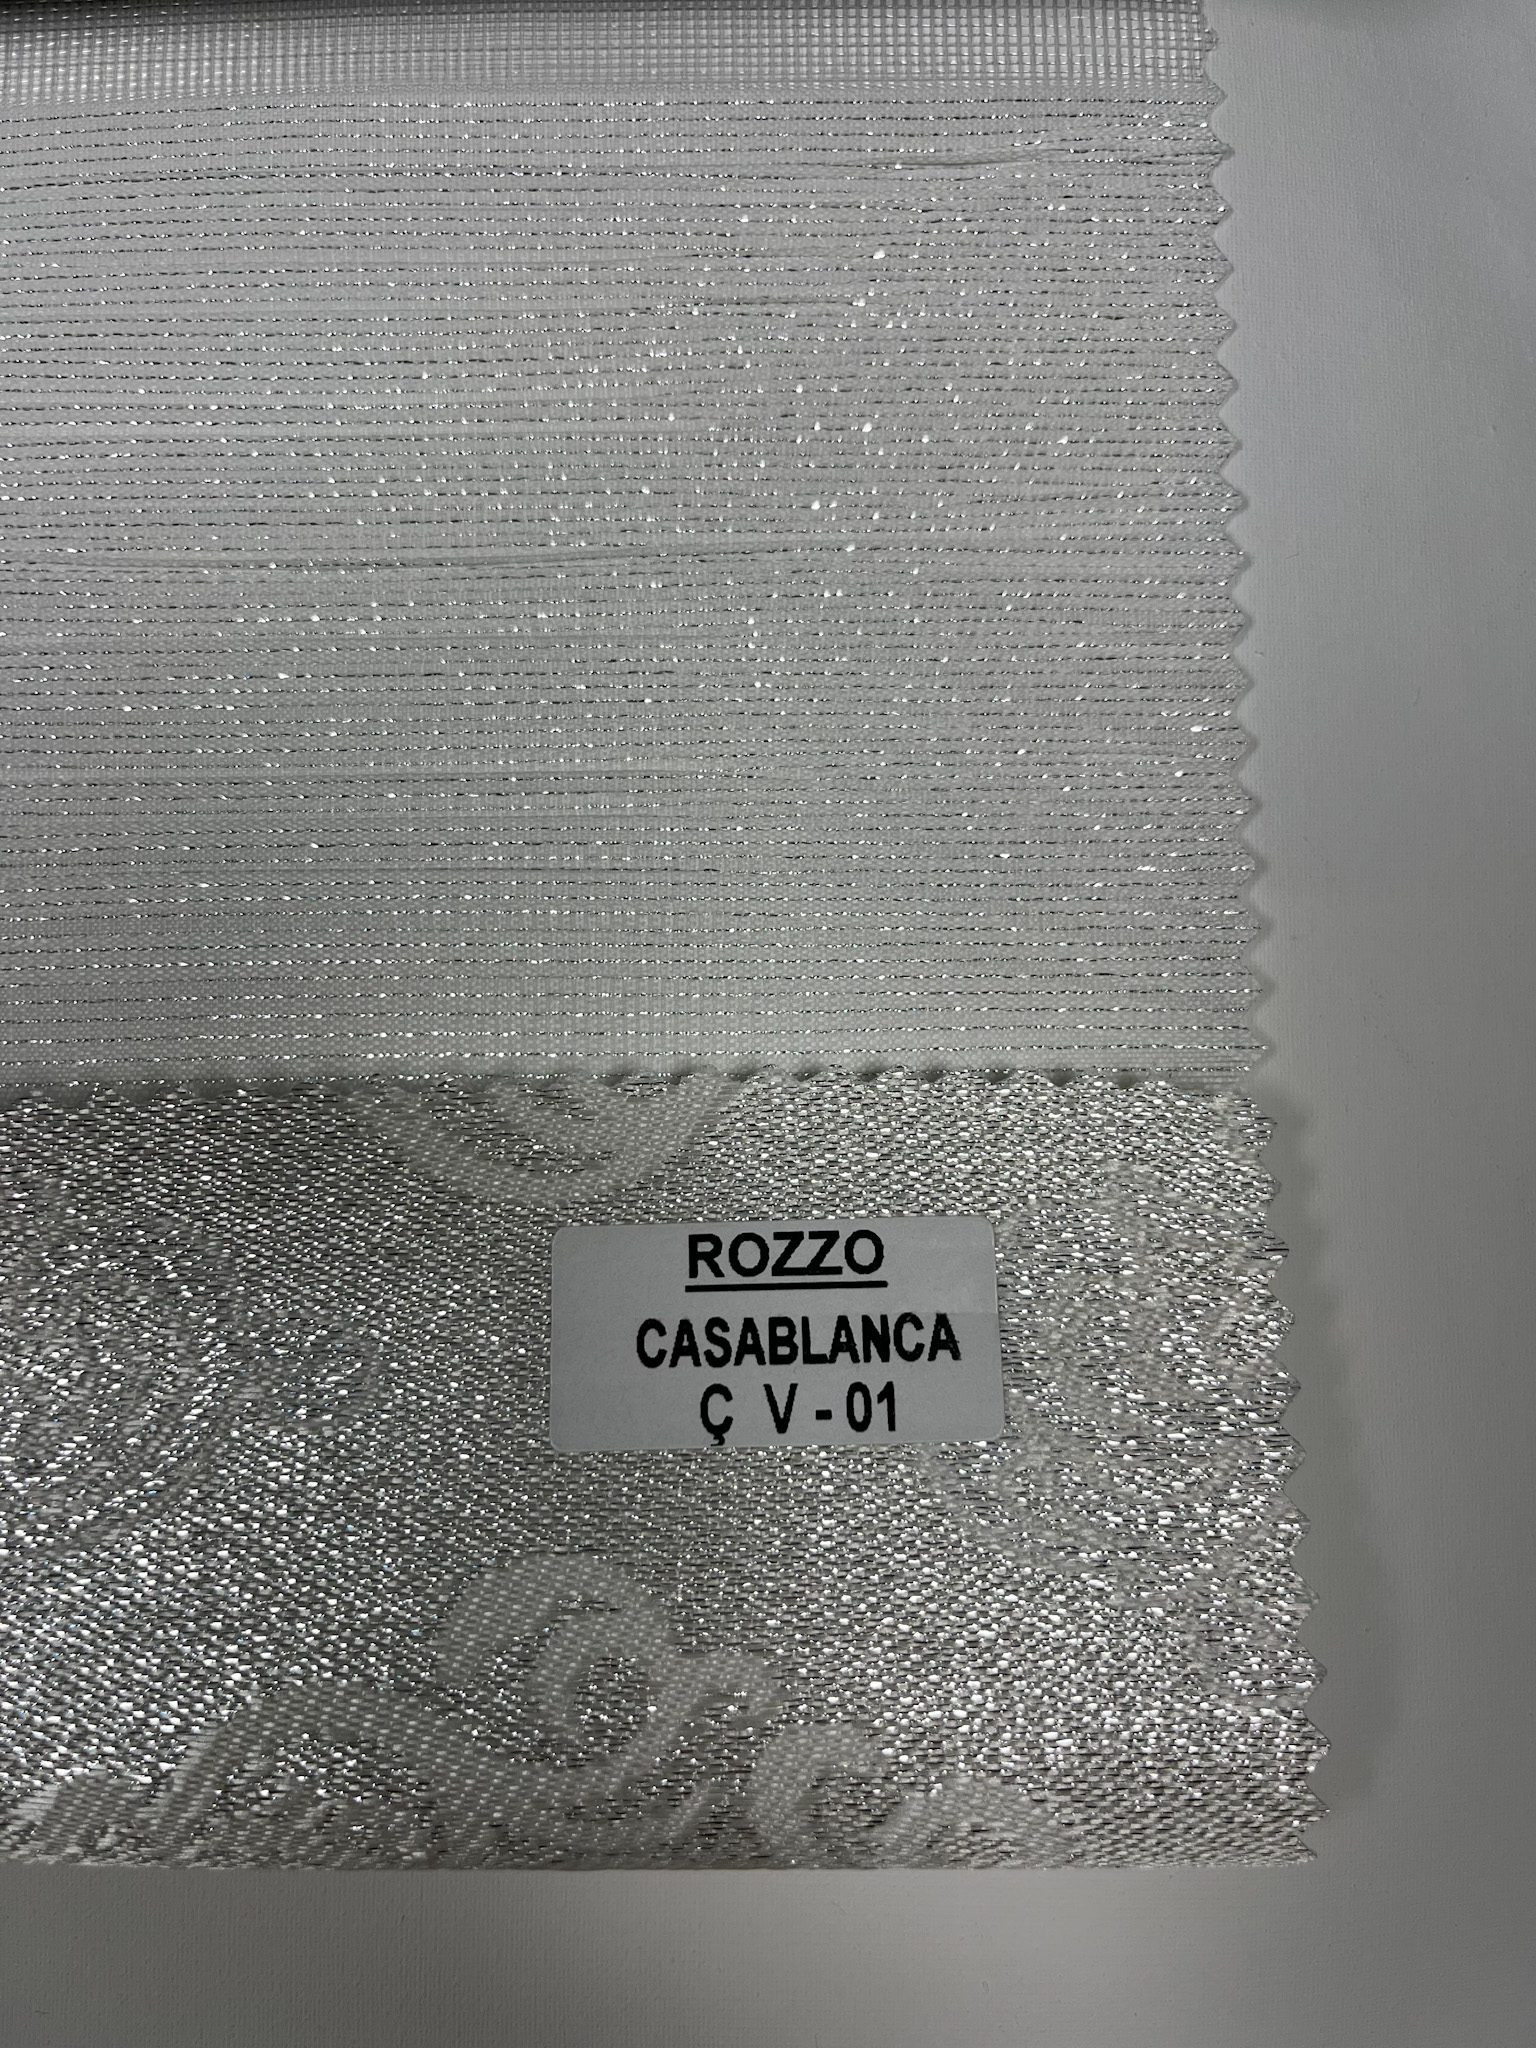 ROZZO
CASABLANCA
Ç V - 01